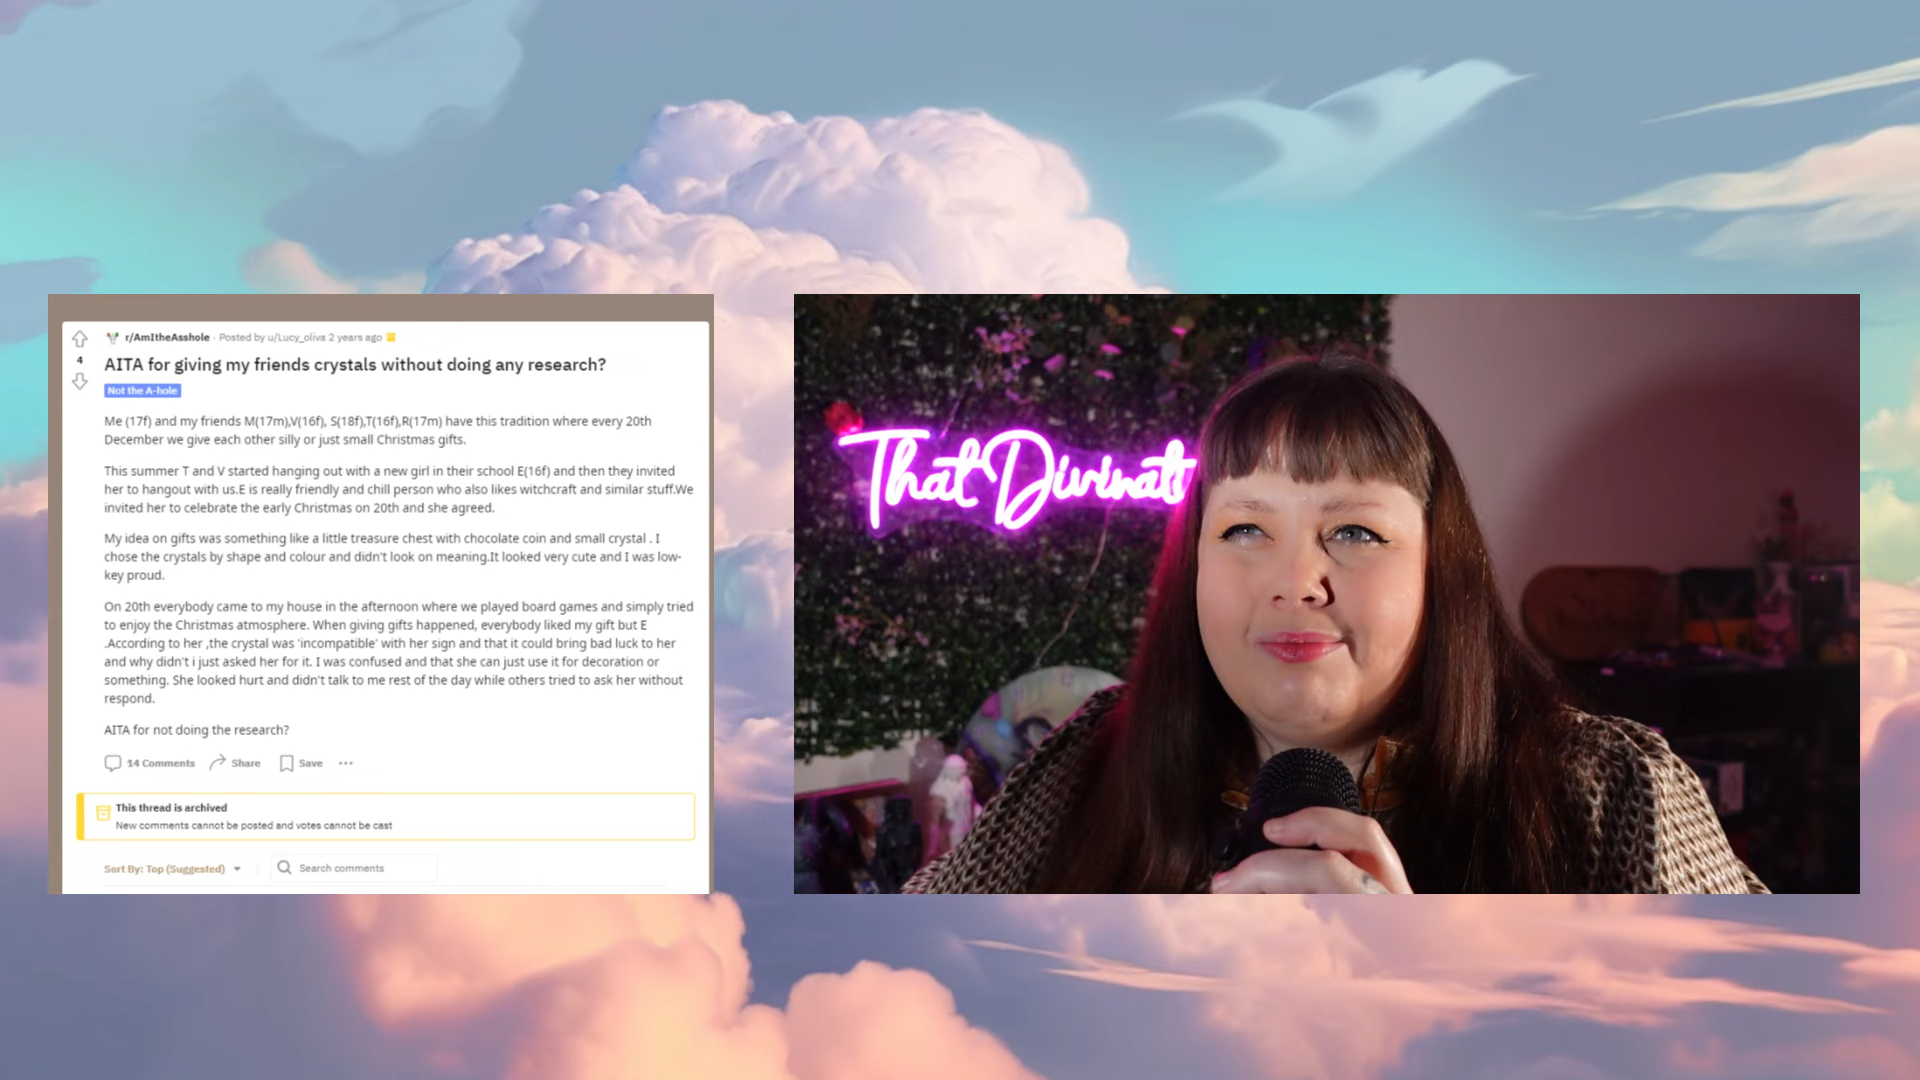 r/AmItheAsshole · Posted by u/Lucy_oliva 2 years ago
4
AITA for giving my friends crystals without doing any research?
Not the A-hole
Me (17f) and my friends M(17m),V(16f), S(18f),T(16f),R(17m) have this tradition where every 20th
December we give each other silly or just small Christmas gifts.
This summer T and V started hanging out with a new girl in their school E(16f) and then they invited
her to hangout with us.E is really friendly and chill person who also likes witchcraft and similar stuff.We
invited her to celebrate the early Christmas on 20th and she agreed.
My idea on gifts was something like a little treasure chest with chocolate coin and small crystal . I
chose the crystals by shape and colour and didn't look on meaning.It looked very cute and I was low-
key proud.
On 20th everybody came to my house in the afternoon where we played board games and simply tried
to enjoy the Christmas atmosphere. When giving gifts happened, everybody liked my gift but E
.According to her ,the crystal was 'incompatible' with her sign and that it could bring bad luck to her
and why didn't i just asked her for it. I was confused and that she can just use it for decoration or
something. She looked hurt and didn't talk to me rest of the day while others tried to ask her without
respond.
AITA for not doing the research?
14 Comments Share Save ···
This thread is archived
New comments cannot be posted and votes cannot be cast
Sort By: Top (Suggested) Search comments
That Divinat